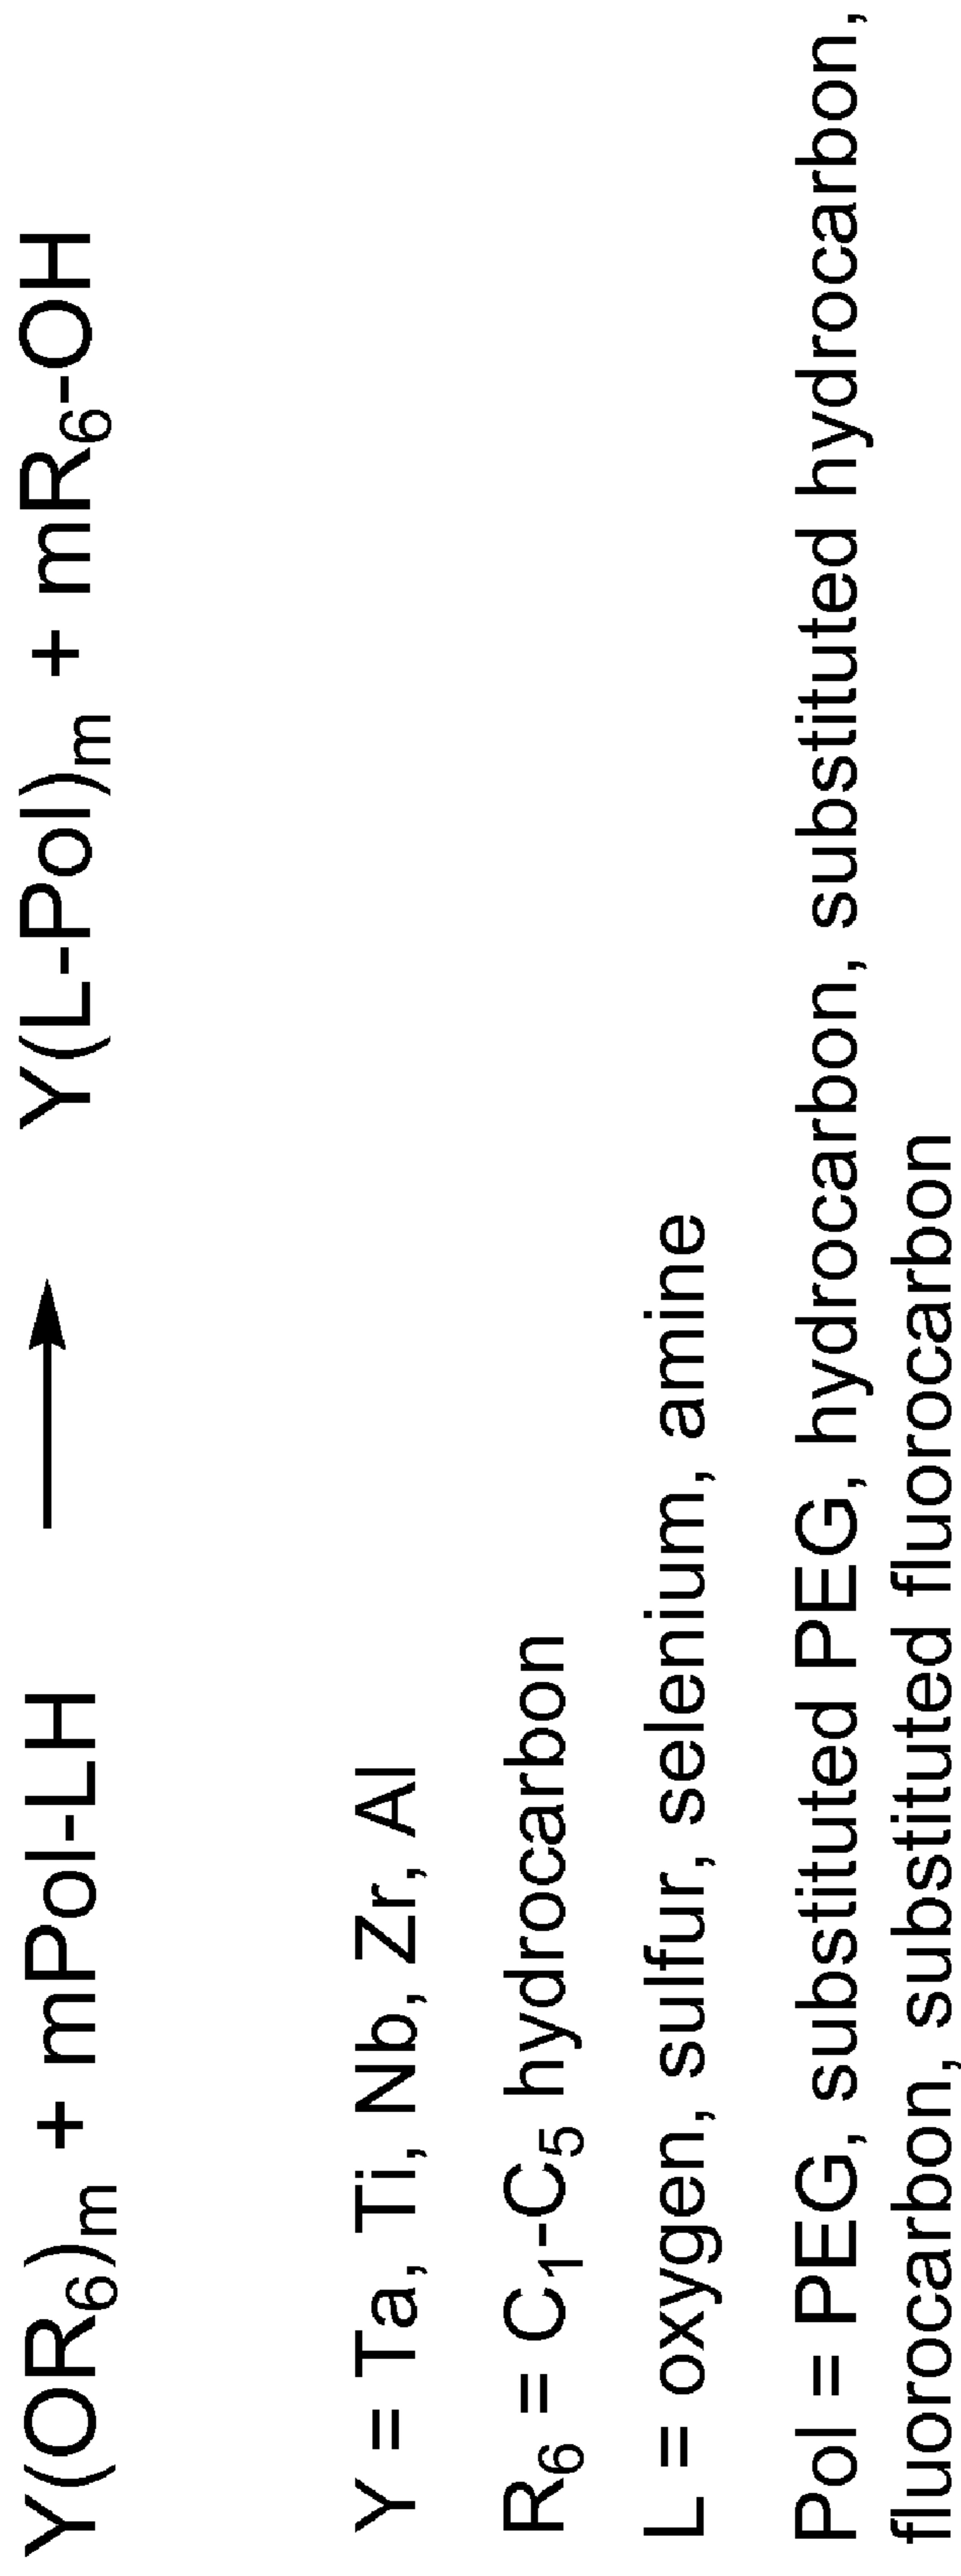 Y(OR₆)ₘ + mPol-LH ⟶ Y(L-Pol)ₘ + mR₆-OH
Y = Ta, Ti, Nb, Zr, Al
R₆ = C₁-C₅ hydrocarbon
L = oxygen, sulfur, selenium, amine
Pol = PEG, substituted PEG, hydrocarbon, substituted hydrocarbon,
fluorocarbon, substituted fluorocarbon